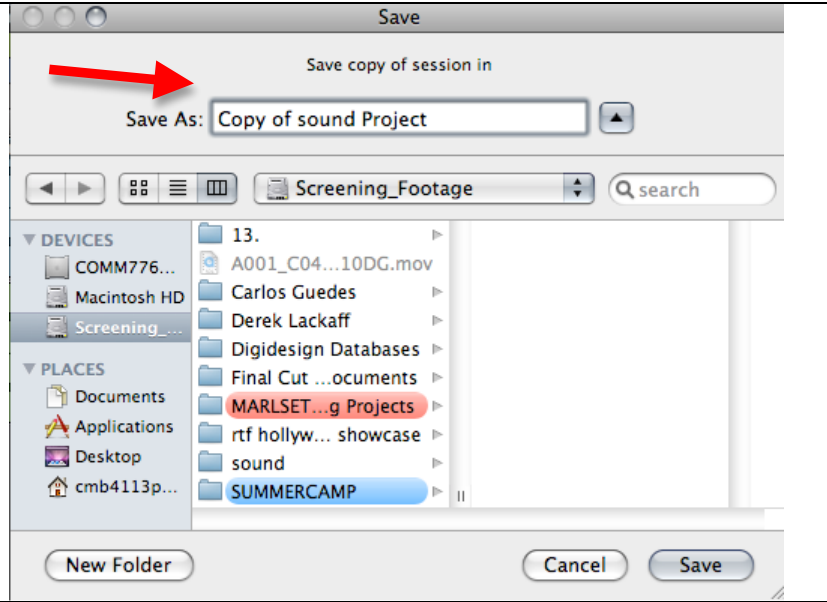 Save
Save copy of session in
Save As: Copy of sound Project
Screening_Footage
search
DEVICES
COMM776...
Macintosh HD
Screening_...
PLACES
Documents
Applications
Desktop
cmb4113p...
13.
A001_C04...10DG.mov
Carlos Guedes
Derek Lackaff
Digidesign Databases
Final Cut ...ocuments
MARLSET...g Projects
rtf hollyw... showcase
sound
SUMMERCAMP
New Folder
Cancel
Save